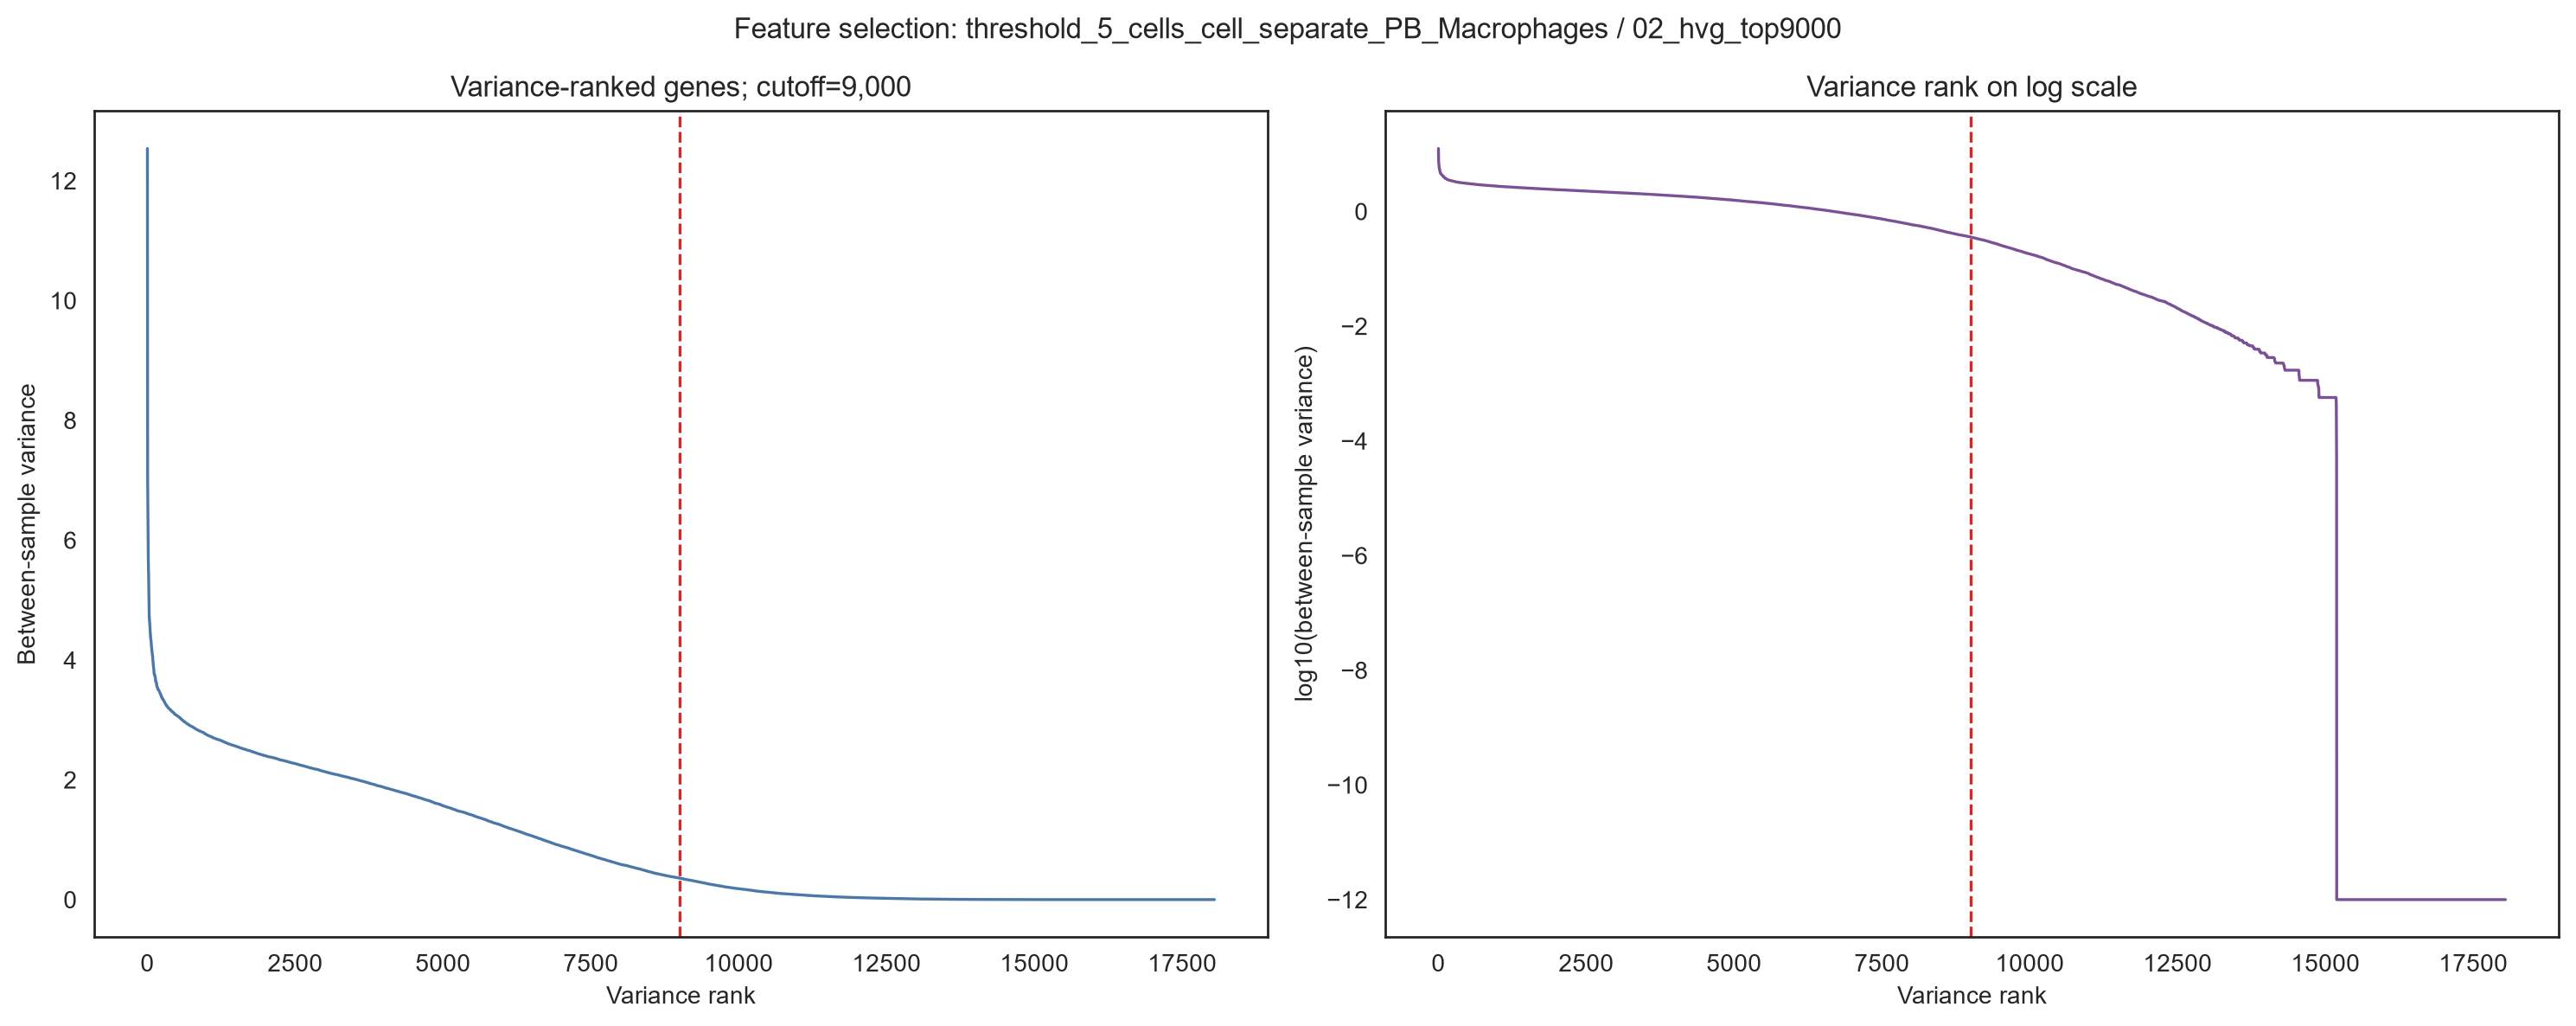 Feature selection: threshold_5_cells_cell_separate_PB_Macrophages / 02_hvg_top9000
Variance-ranked genes; cutoff=9,000
Between-sample variance
12
10
8
6
4
2
0
0 2500 5000 7500 10000 12500 15000 17500
Variance rank
Variance rank on log scale
log10(between-sample variance)
0
−2
−4
−6
−8
−10
−12
0 2500 5000 7500 10000 12500 15000 17500
Variance rank